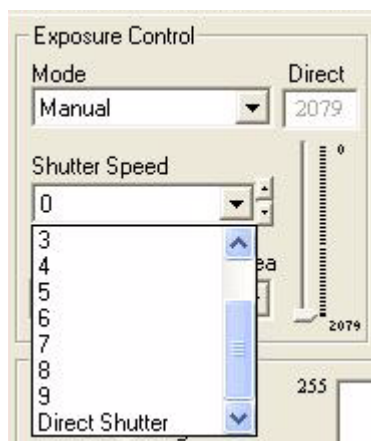 Exposure Control
Mode Direct
Manual 2079
Shutter Speed 0
0
3
4 ea
5
6
7 2079
8
9 255
Direct Shutter